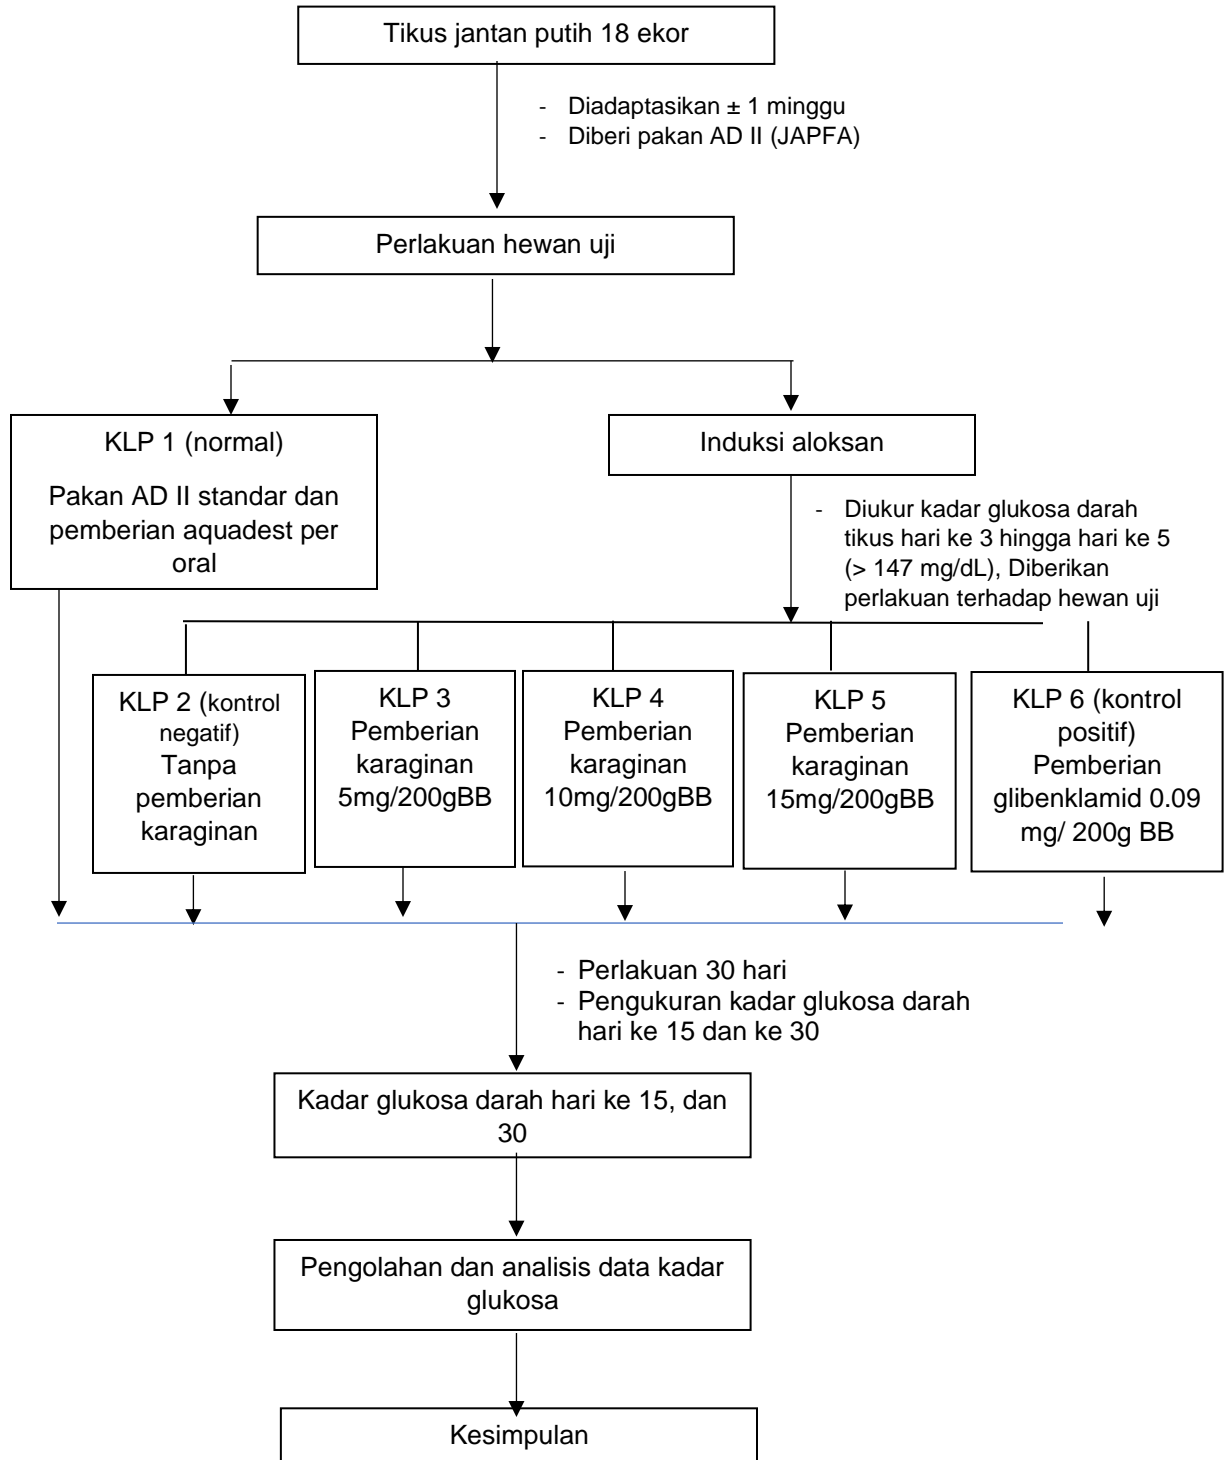 Tikus jantan putih 18 ekor
- Diadaptasikan ± 1 minggu
- Diberi pakan AD II (JAPFA)
Perlakuan hewan uji
KLP 1 (normal)
Pakan AD II standar dan
pemberian aquadest per
oral
Induksi aloksan
- Diukur kadar glukosa darah
tikus hari ke 3 hingga hari ke 5
(> 147 mg/dL), Diberikan
perlakuan terhadap hewan uji
KLP 2 (kontrol
negatif)
Tanpa
pemberian
karaginan
KLP 3
Pemberian
karaginan
5mg/200gBB
KLP 4
Pemberian
karaginan
10mg/200gBB
KLP 5
Pemberian
karaginan
15mg/200gBB
KLP 6 (kontrol
positif)
Pemberian
glibenklamid 0.09
mg/ 200g BB
- Perlakuan 30 hari
- Pengukuran kadar glukosa darah
hari ke 15 dan ke 30
Kadar glukosa darah hari ke 15, dan
30
Pengolahan dan analisis data kadar
glukosa
Kesimpulan